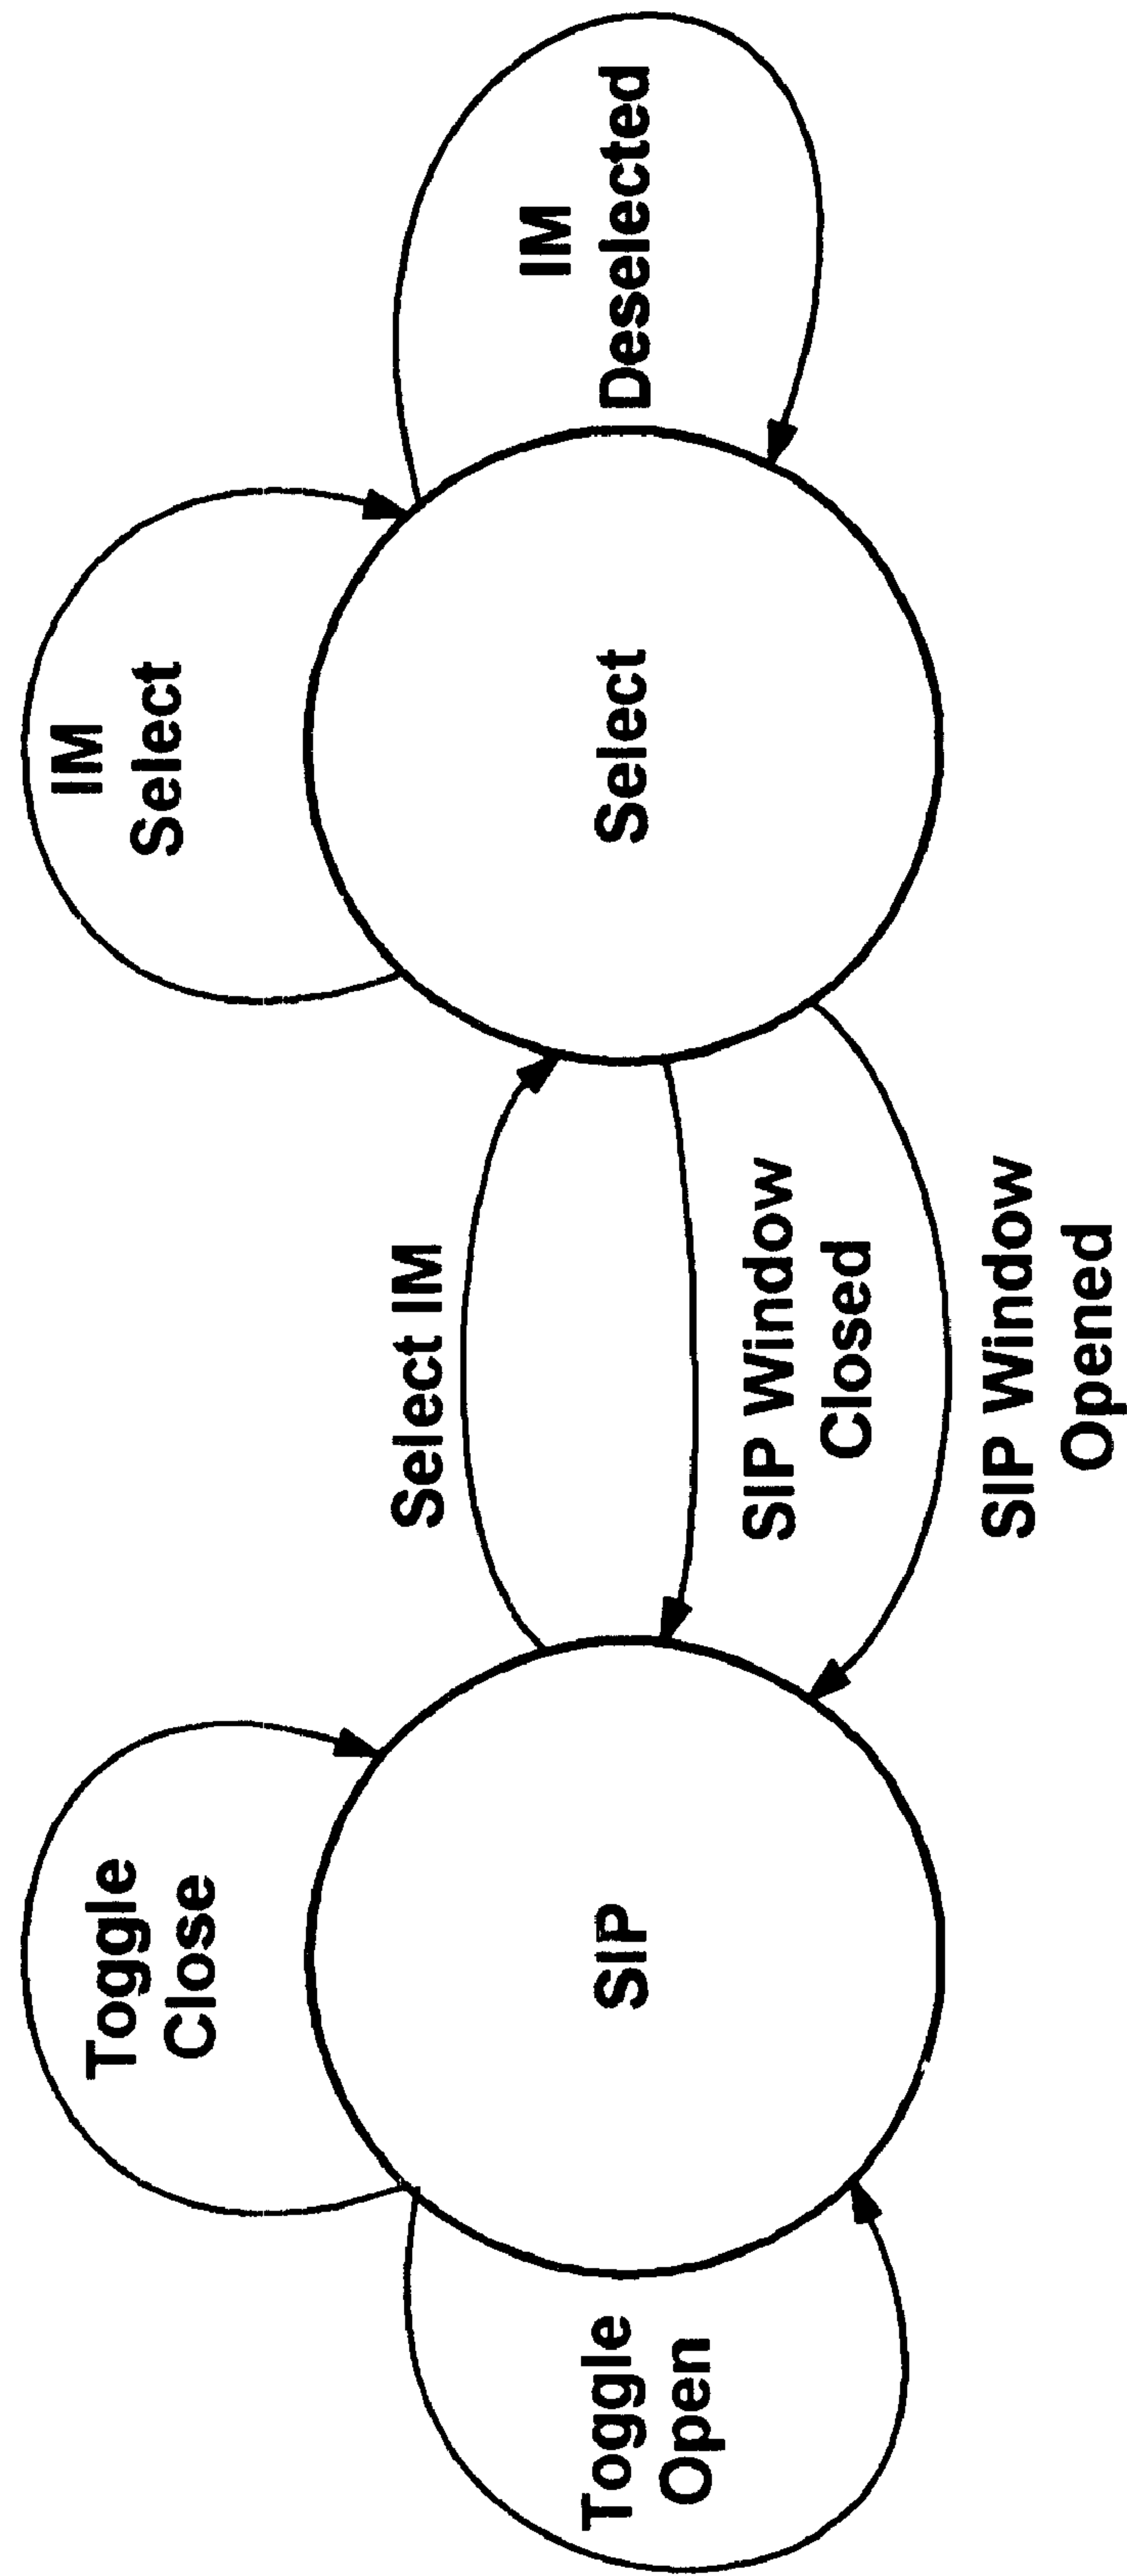 Toggle
Close
IM
Select
Toggle
Open
SIP
Select IM
SIP Window
Closed
SIP Window
Opened
Select
IM
Deselected